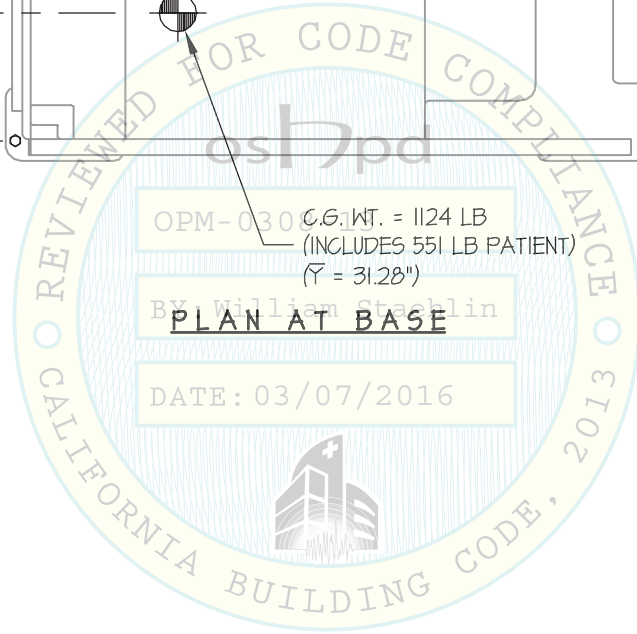 REVIEWED FOR CODE COMPLIANCE
oshpd
OPM-0308-13
C.G. WT. = 1124 LB
(INCLUDES 551 LB PATIENT)
(Y̅ = 31.28")
BY: William Staehlin
PLAN AT BASE
DATE: 03/07/2016
CALIFORNIA BUILDING CODE, 2013